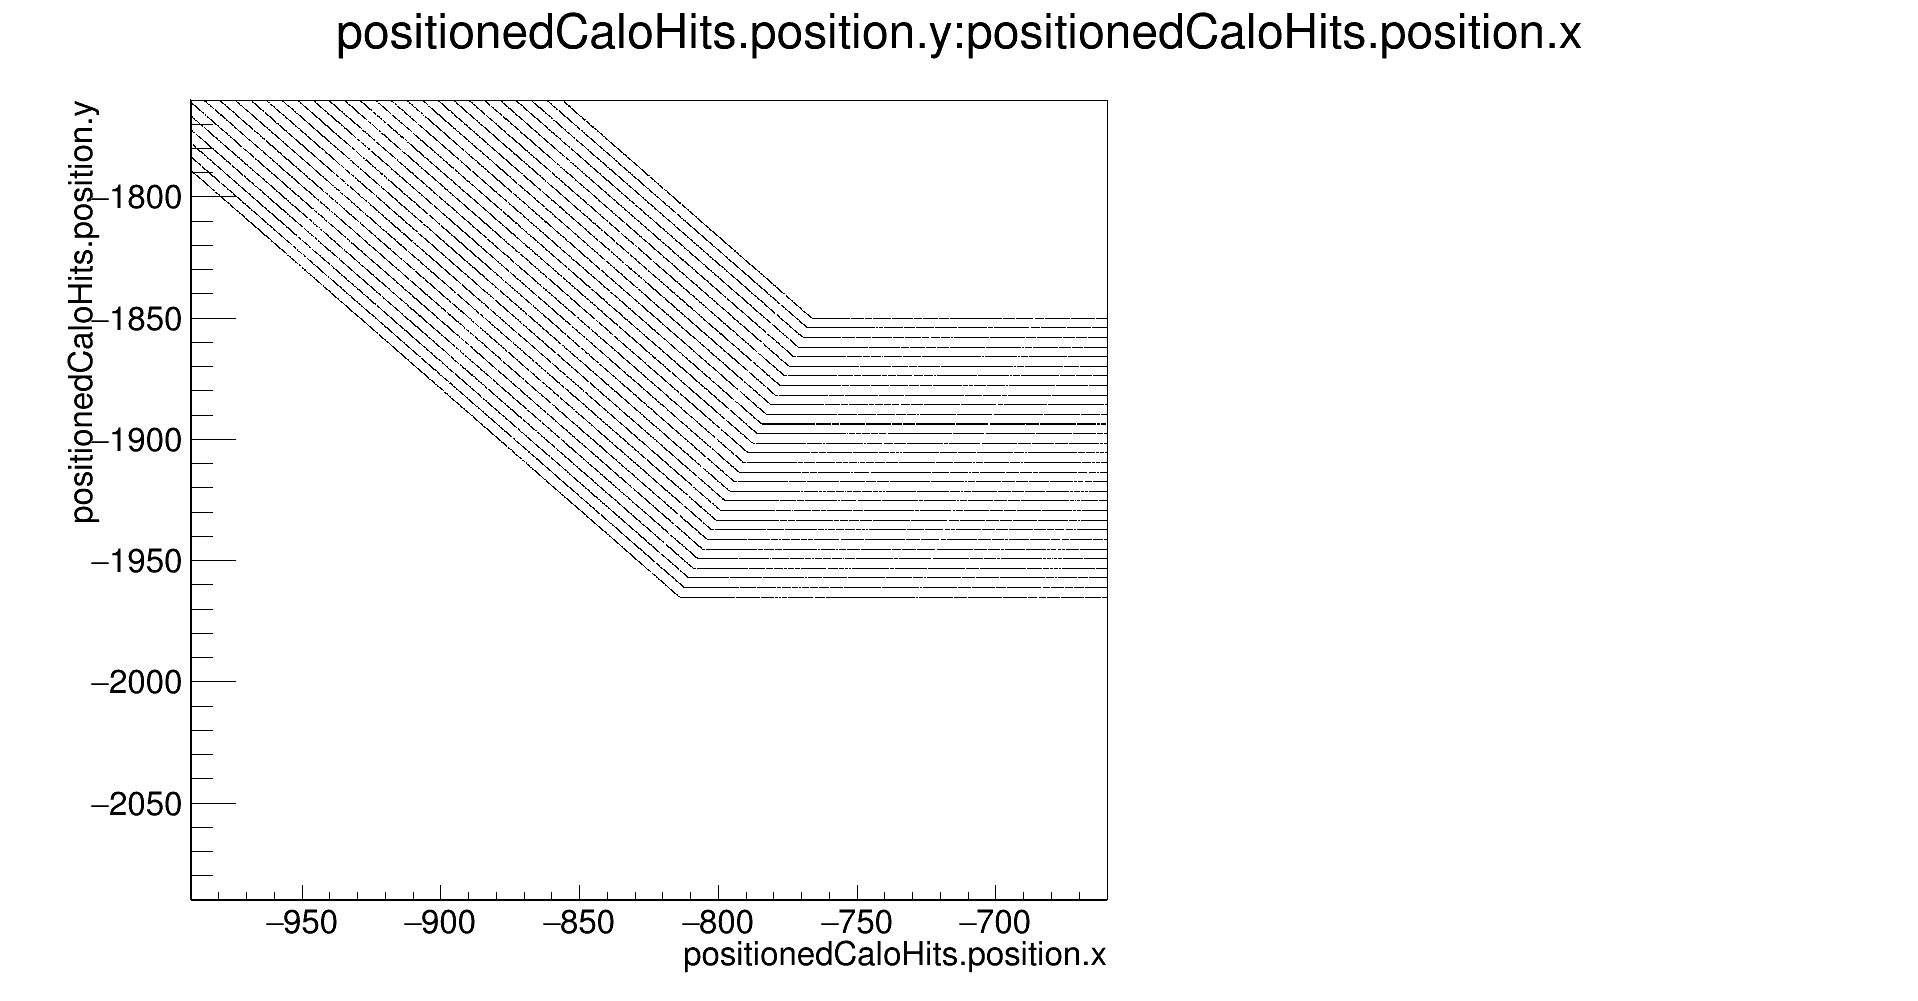 positionedCaloHits.position.y:positionedCaloHits.position.x
positionedCaloHits.position.y
−1800
−1850
−1900
−1950
−2000
−2050
−950 −900 −850 −800 −750 −700
positionedCaloHits.position.x